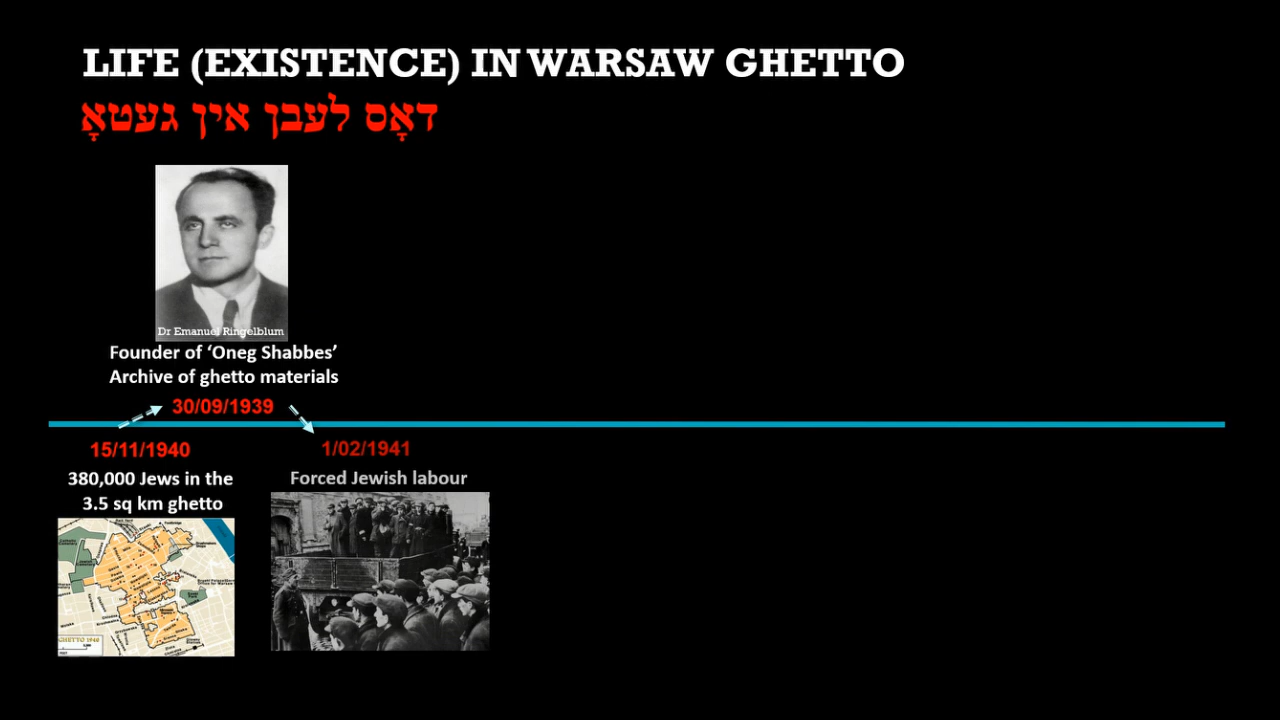 LIFE (EXISTENCE) IN WARSAW GHETTO
דאָס לעבן אין געטאָ
Dr Emanuel Ringelblum
Founder of ‘Oneg Shabbes’
Archive of ghetto materials
30/09/1939
15/11/1940
380,000 Jews in the
3.5 sq km ghetto
1/02/1941
Forced Jewish labour
GHETTO 1940